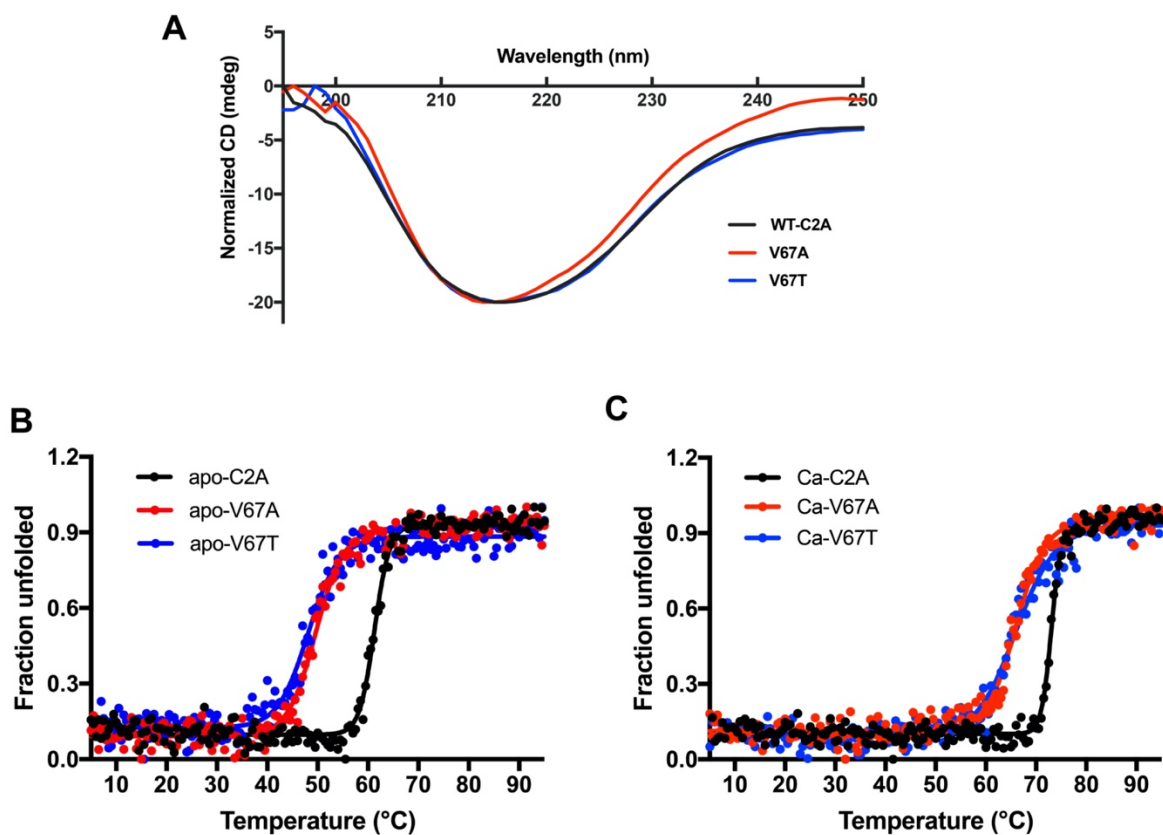 A
Wavelength (nm)
5
0
-5
-10
-15
-20
200
210
220
230
240
250
Normalized CD (mdeg)
WT-C2A
V67A
V67T
B
1.2
0.9
0.6
0.3
0.0
Fraction unfolded
apo-C2A
apo-V67A
apo-V67T
10 20 30 40 50 60 70 80 90
Temperature (°C)
C
1.2
0.9
0.6
0.3
0.0
Fraction unfolded
Ca-C2A
Ca-V67A
Ca-V67T
10 20 30 40 50 60 70 80 90
Temperature (°C)